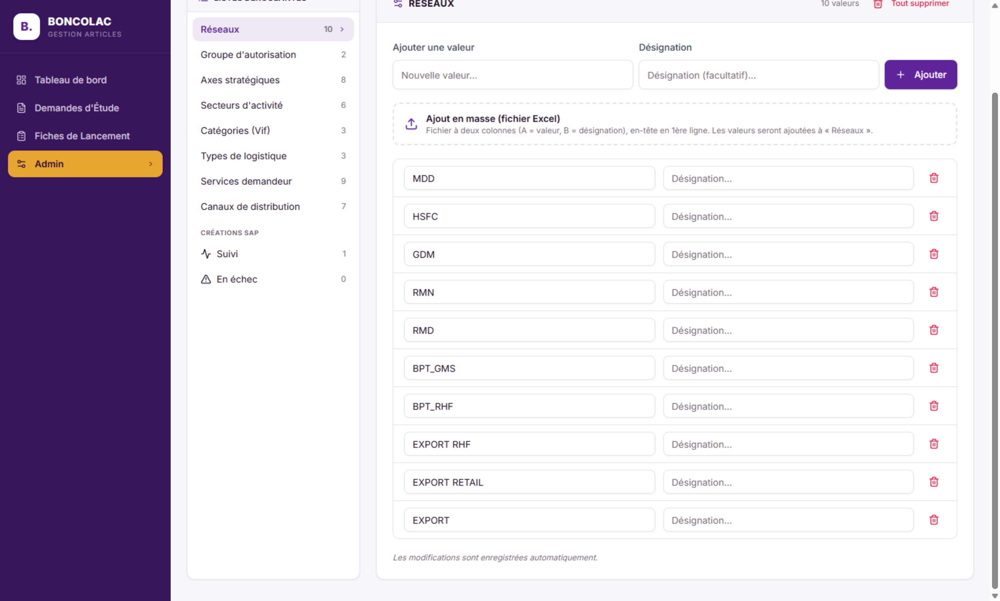 B.
BONCOLAC
GESTION ARTICLES
Tableau de bord
Demandes d'Étude
Fiches de Lancement
Admin
LISTES DÉROULANTES
Réseaux 10
Groupe d'autorisation 2
Axes stratégiques 8
Secteurs d'activité 6
Catégories (Vif) 3
Types de logistique 3
Services demandeur 9
Canaux de distribution 7
CRÉATIONS SAP
Suivi 1
En échec 0
RÉSEAUX 10 valeurs Tout supprimer
Ajouter une valeur Désignation
Nouvelle valeur... Désignation (facultatif)... + Ajouter
Ajout en masse (fichier Excel)
Fichier à deux colonnes (A = valeur, B = désignation), en-tête en 1ère ligne. Les valeurs seront ajoutées à « Réseaux ».
MDD Désignation...
HSFC Désignation...
GDM Désignation...
RMN Désignation...
RMD Désignation...
BPT_GMS Désignation...
BPT_RHF Désignation...
EXPORT RHF Désignation...
EXPORT RETAIL Désignation...
EXPORT Désignation...
Les modifications sont enregistrées automatiquement.